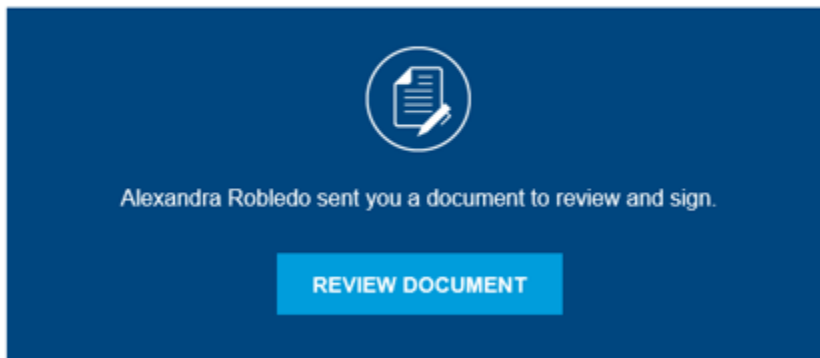 Alexandra Robledo sent you a document to review and sign.
REVIEW DOCUMENT